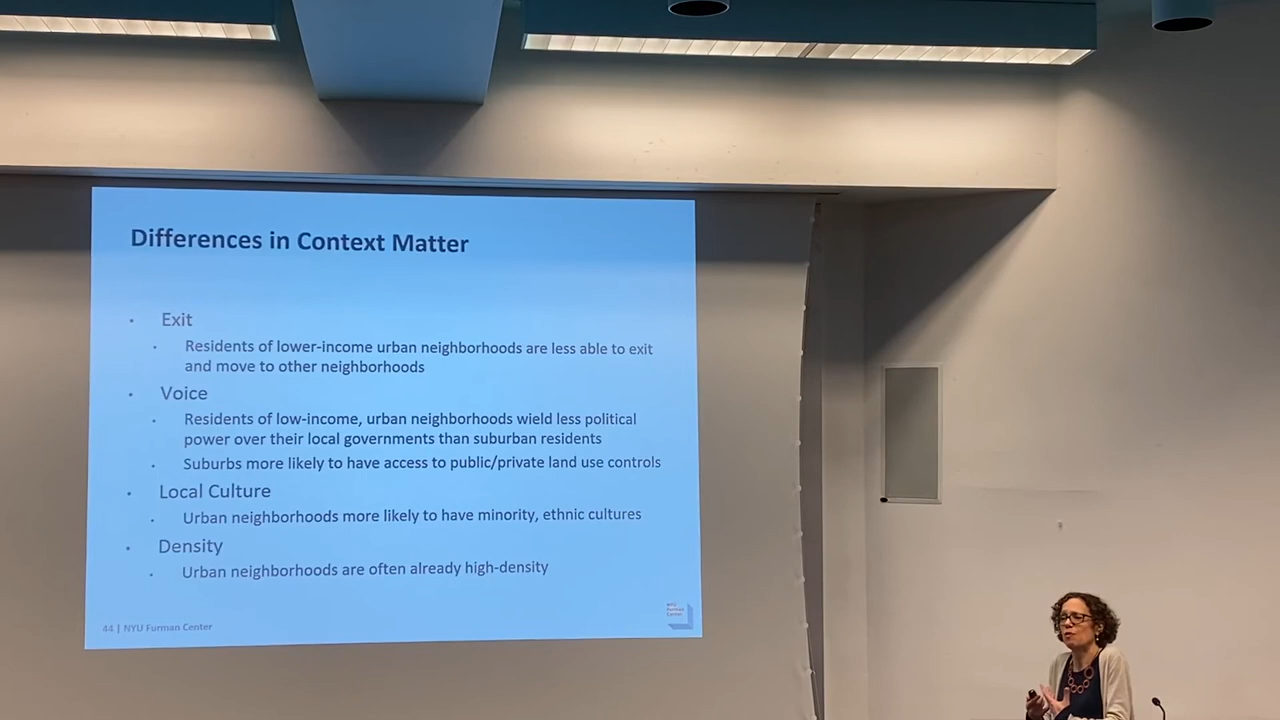 Differences in Context Matter
• Exit
• Residents of lower-income urban neighborhoods are less able to exit
and move to other neighborhoods
• Voice
• Residents of low-income, urban neighborhoods wield less political
power over their local governments than suburban residents
• Suburbs more likely to have access to public/private land use controls
• Local Culture
• Urban neighborhoods more likely to have minority, ethnic cultures
• Density
• Urban neighborhoods are often already high-density
44 | NYU Furman Center
NYU
Furman
Center